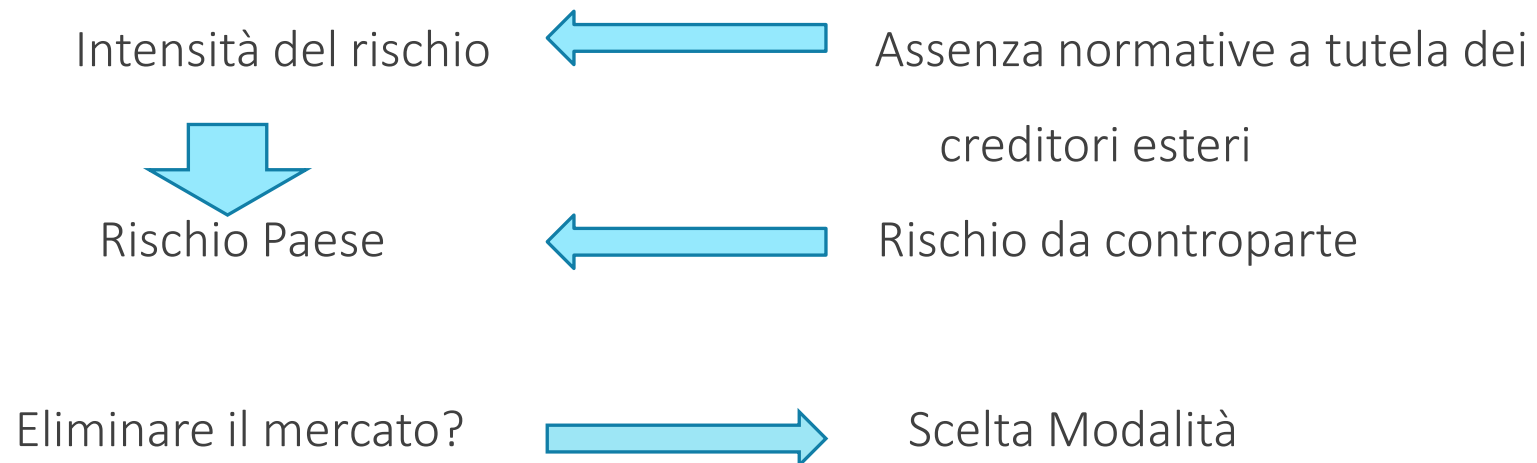 Intensità del rischio
Assenza normative a tutela dei
creditori esteri
Rischio Paese
Rischio da controparte
Eliminare il mercato?
Scelta Modalità